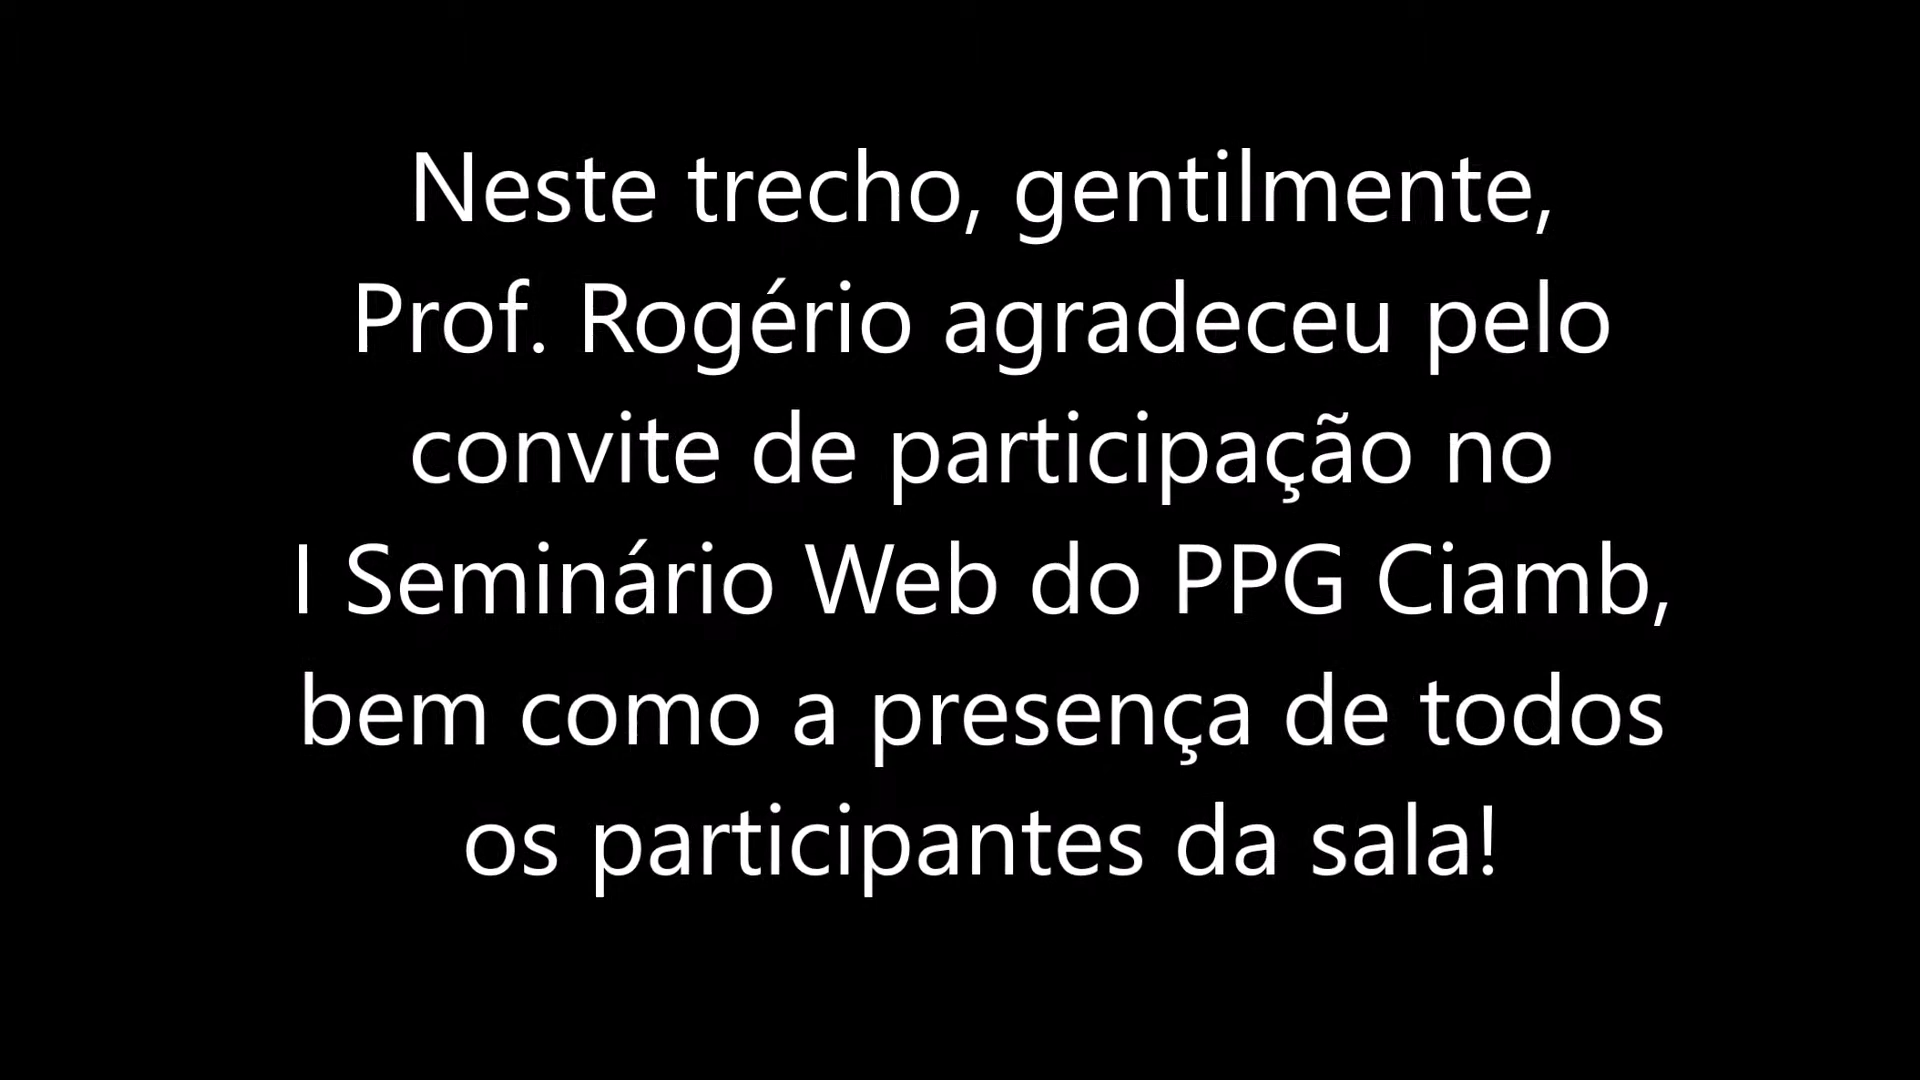 Neste trecho, gentilmente,
Prof. Rogério agradeceu pelo
convite de participação no
I Seminário Web do PPG Ciamb,
bem como a presença de todos
os participantes da sala!